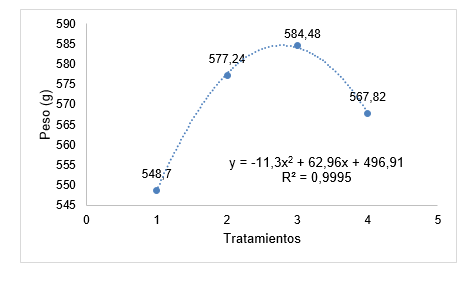 590
585
580
575
570
565
560
555
550
545
Peso (g)
548,7
577,24
584,48
567,82
y = -11,3x² + 62,96x + 496,91
R² = 0,9995
0 1 2 3 4 5
Tratamientos